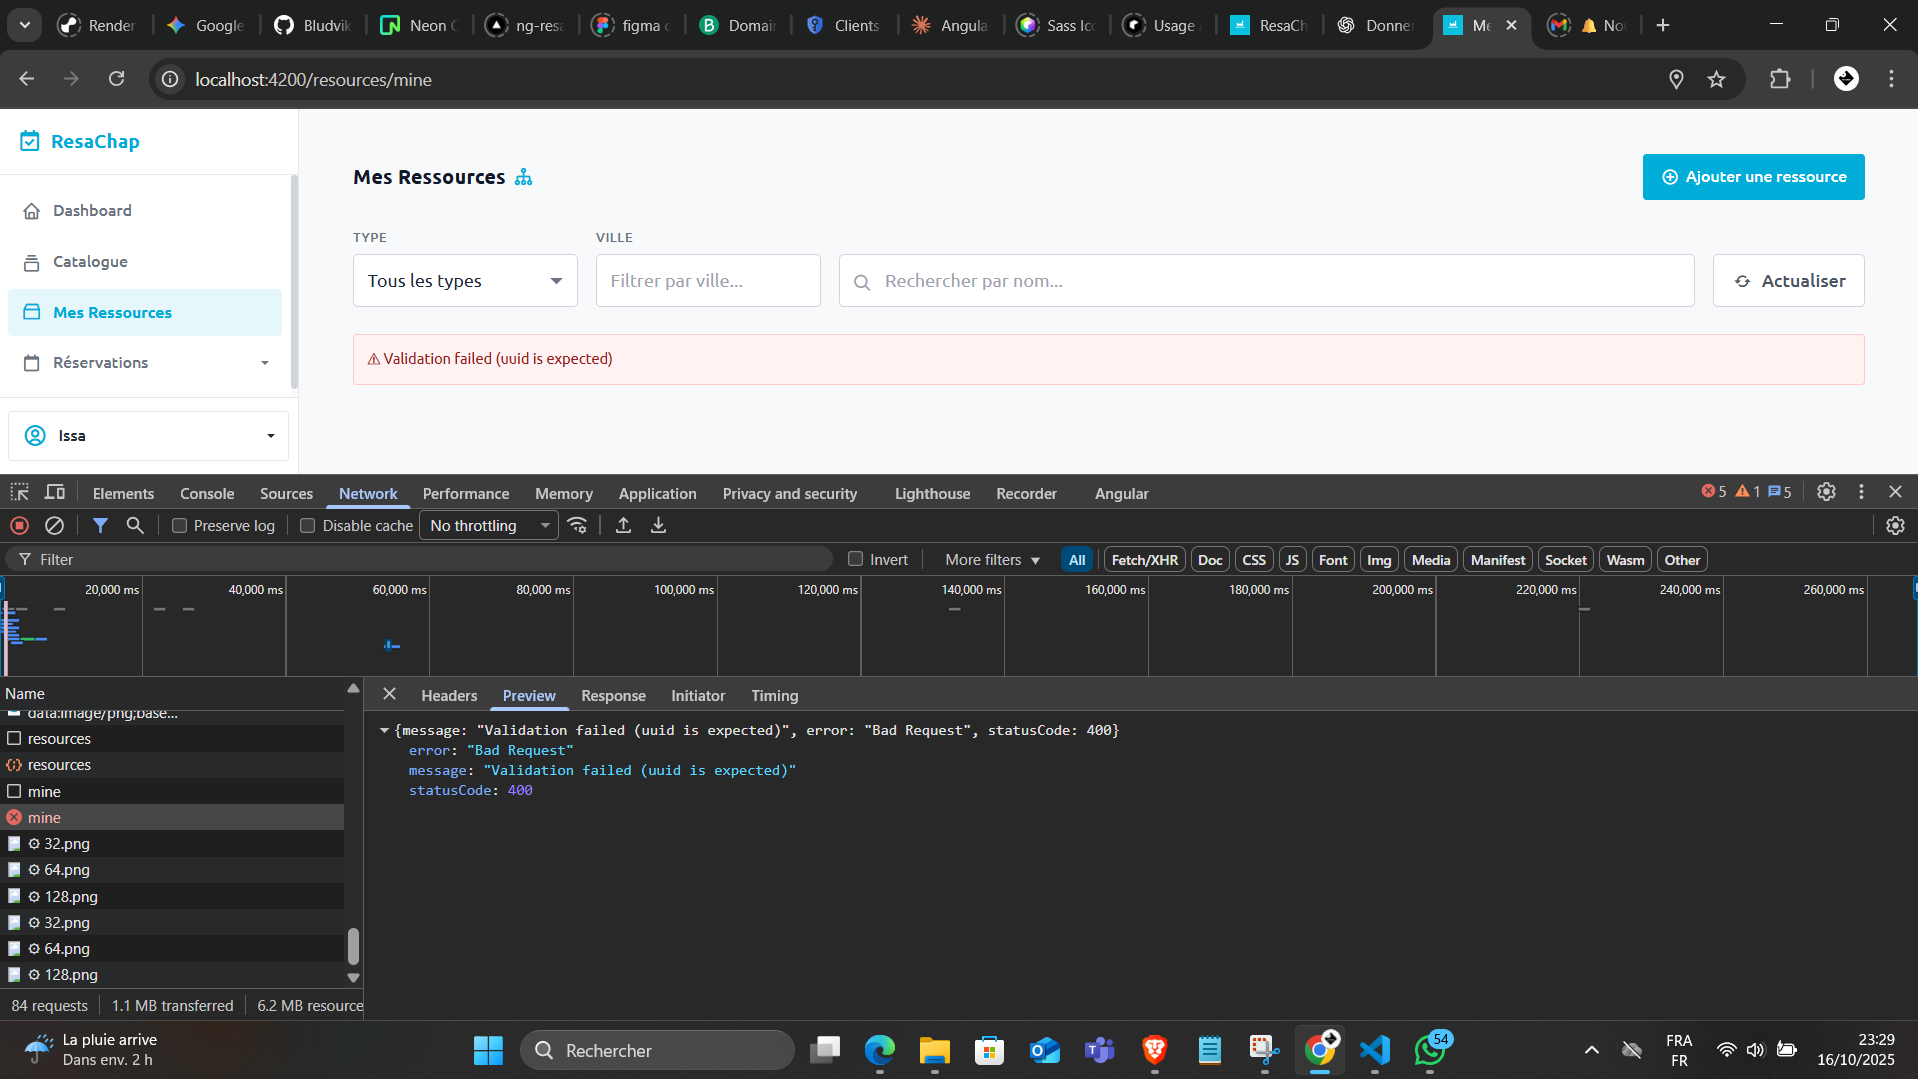 Render
Google
Bludvik
Neon C
ng-resa
figma c
Domain
Clients
Angula
Sass Ico
Usage a
ResaCh
Donner
Me
No
localhost:4200/resources/mine
ResaChap
Dashboard
Catalogue
Mes Ressources
Réservations
Issa
Mes Ressources
Ajouter une ressource
TYPE
VILLE
Tous les types
Filtrer par ville...
Rechercher par nom...
Actualiser
⚠ Validation failed (uuid is expected)
Elements
Console
Sources
Network
Performance
Memory
Application
Privacy and security
Lighthouse
Recorder
Angular
5
1
5
Preserve log
Disable cache
No throttling
Filter
Invert
More filters
All
Fetch/XHR
Doc
CSS
JS
Font
Img
Media
Manifest
Socket
Wasm
Other
20,000 ms
40,000 ms
60,000 ms
80,000 ms
100,000 ms
120,000 ms
140,000 ms
160,000 ms
180,000 ms
200,000 ms
220,000 ms
240,000 ms
260,000 ms
Name
data:image/png;base...
resources
resources
mine
mine
32.png
64.png
128.png
32.png
64.png
128.png
84 requests
1.1 MB transferred
6.2 MB resource
Headers
Preview
Response
Initiator
Timing
{message: "Validation failed (uuid is expected)", error: "Bad Request", statusCode: 400}
error: "Bad Request"
message: "Validation failed (uuid is expected)"
statusCode: 400
La pluie arrive
Dans env. 2 h
Rechercher
54
FRA
FR
23:29
16/10/2025